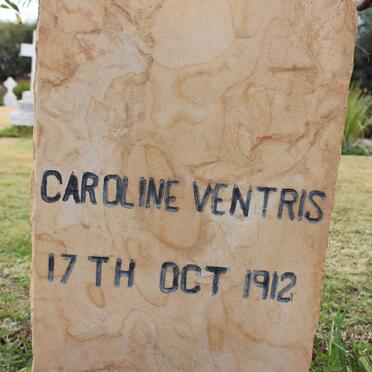 CAROLINE VENTRIS
17TH OCT 1912